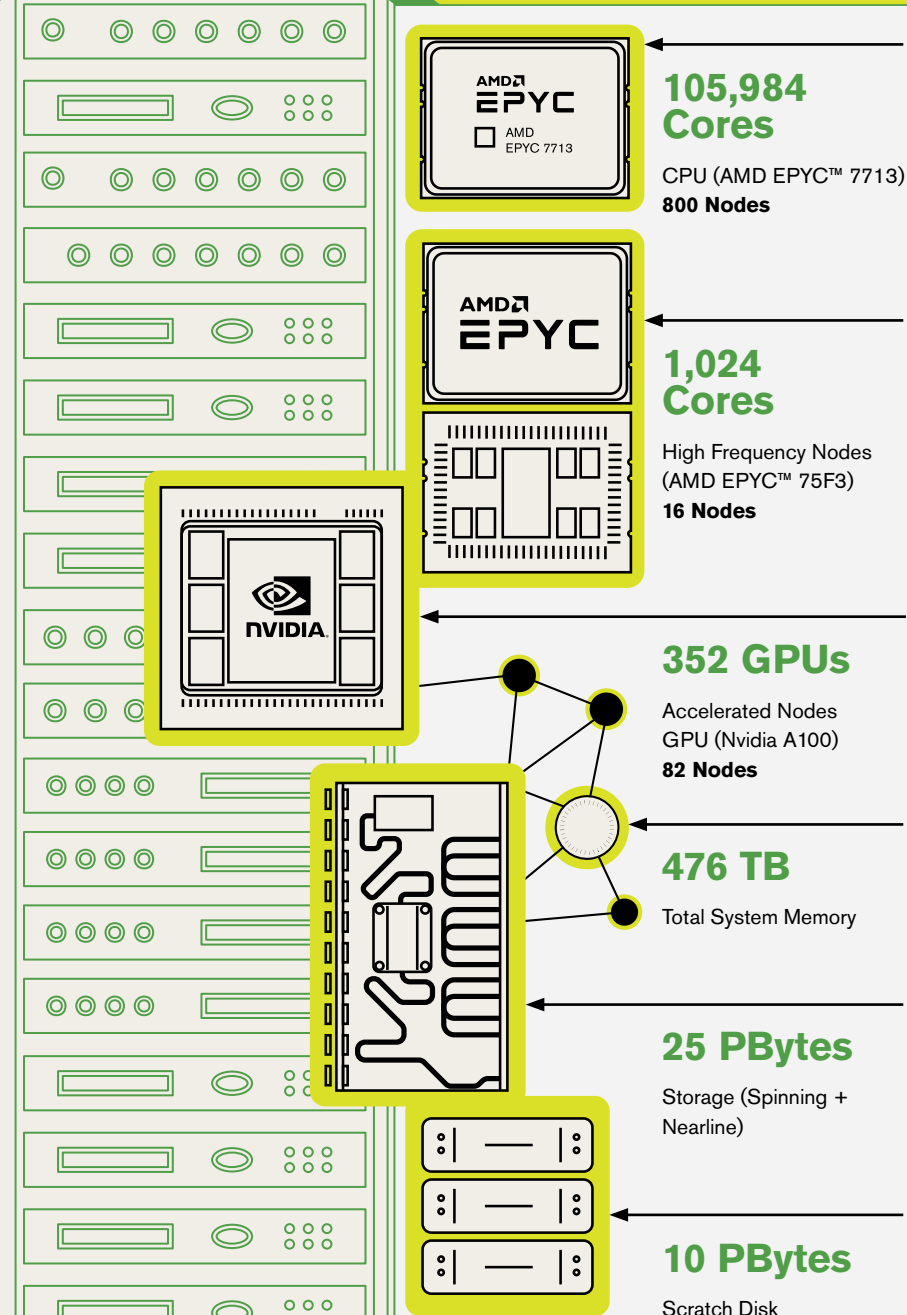 AMD
EPYC
AMD
EPYC 7713
105,984
Cores
CPU (AMD EPYC™ 7713)
800 Nodes
AMD
EPYC
1,024
Cores
High Frequency Nodes
(AMD EPYC™ 75F3)
16 Nodes
NVIDIA.
352 GPUs
Accelerated Nodes
GPU (Nvidia A100)
82 Nodes
476 TB
Total System Memory
25 PBytes
Storage (Spinning +
Nearline)
10 PBytes
Scratch Disk